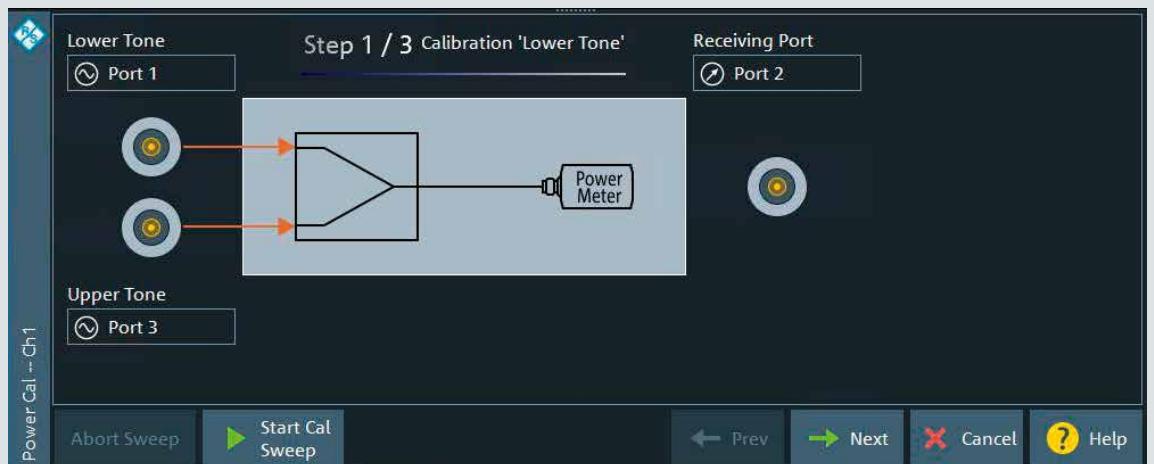 Lower Tone
Port 1
Step 1 / 3 Calibration 'Lower Tone'
Receiving Port
Port 2
Power
Meter
Upper Tone
Port 3
Power Cal -- Ch1
Abort Sweep
Start Cal
Sweep
Prev
Next
Cancel
? Help
R&S